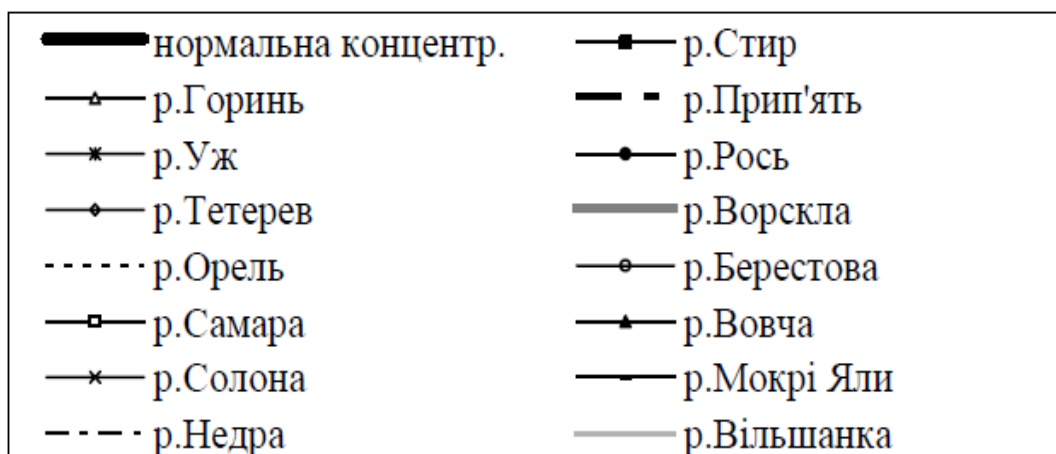 нормальна концентр. р.Стир
р.Горинь р.Прип'ять
р.Уж р.Рось
р.Тетерев р.Ворскла
р.Орель р.Берестова
р.Самара р.Вовча
р.Солона р.Мокрі Яли
р.Недра р.Вільшанка